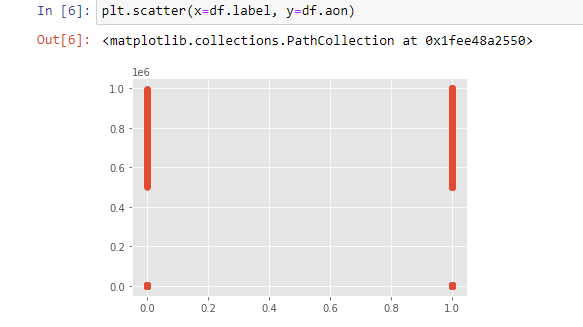 In [6]: plt.scatter(x=df.label, y=df.aon)
Out[6]: <matplotlib.collections.PathCollection at 0x1fee48a2550>
1e6
1.0
0.8
0.6
0.4
0.2
0.0
0.0 0.2 0.4 0.6 0.8 1.0